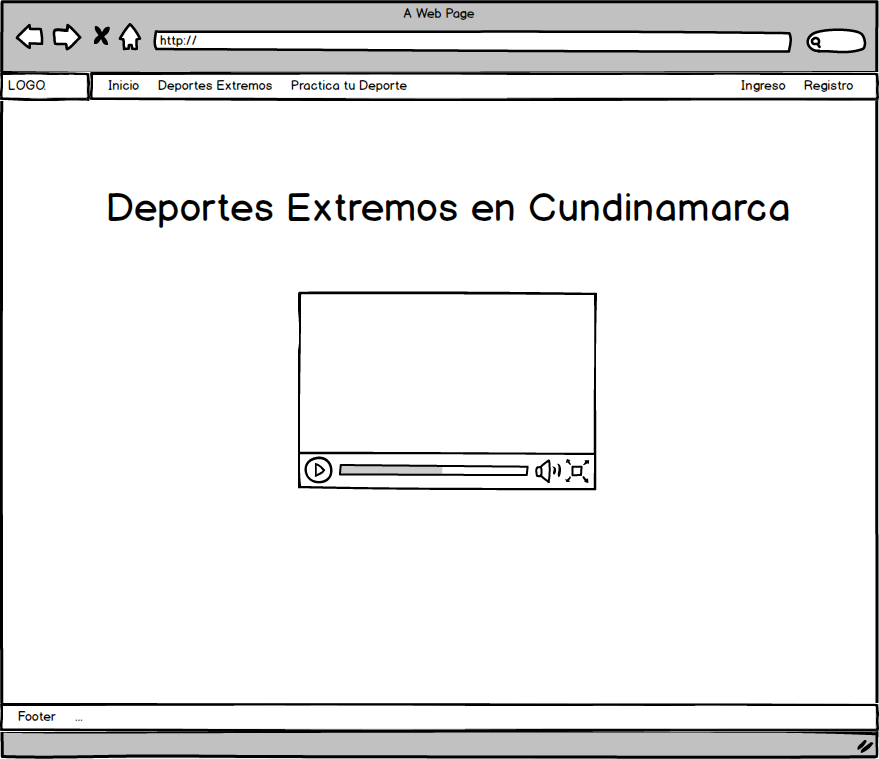 A Web Page
http://
LOGO. Inicio Deportes Extremos Practica tu Deporte Ingreso Registro
Deportes Extremos en Cundinamarca
Footer ...